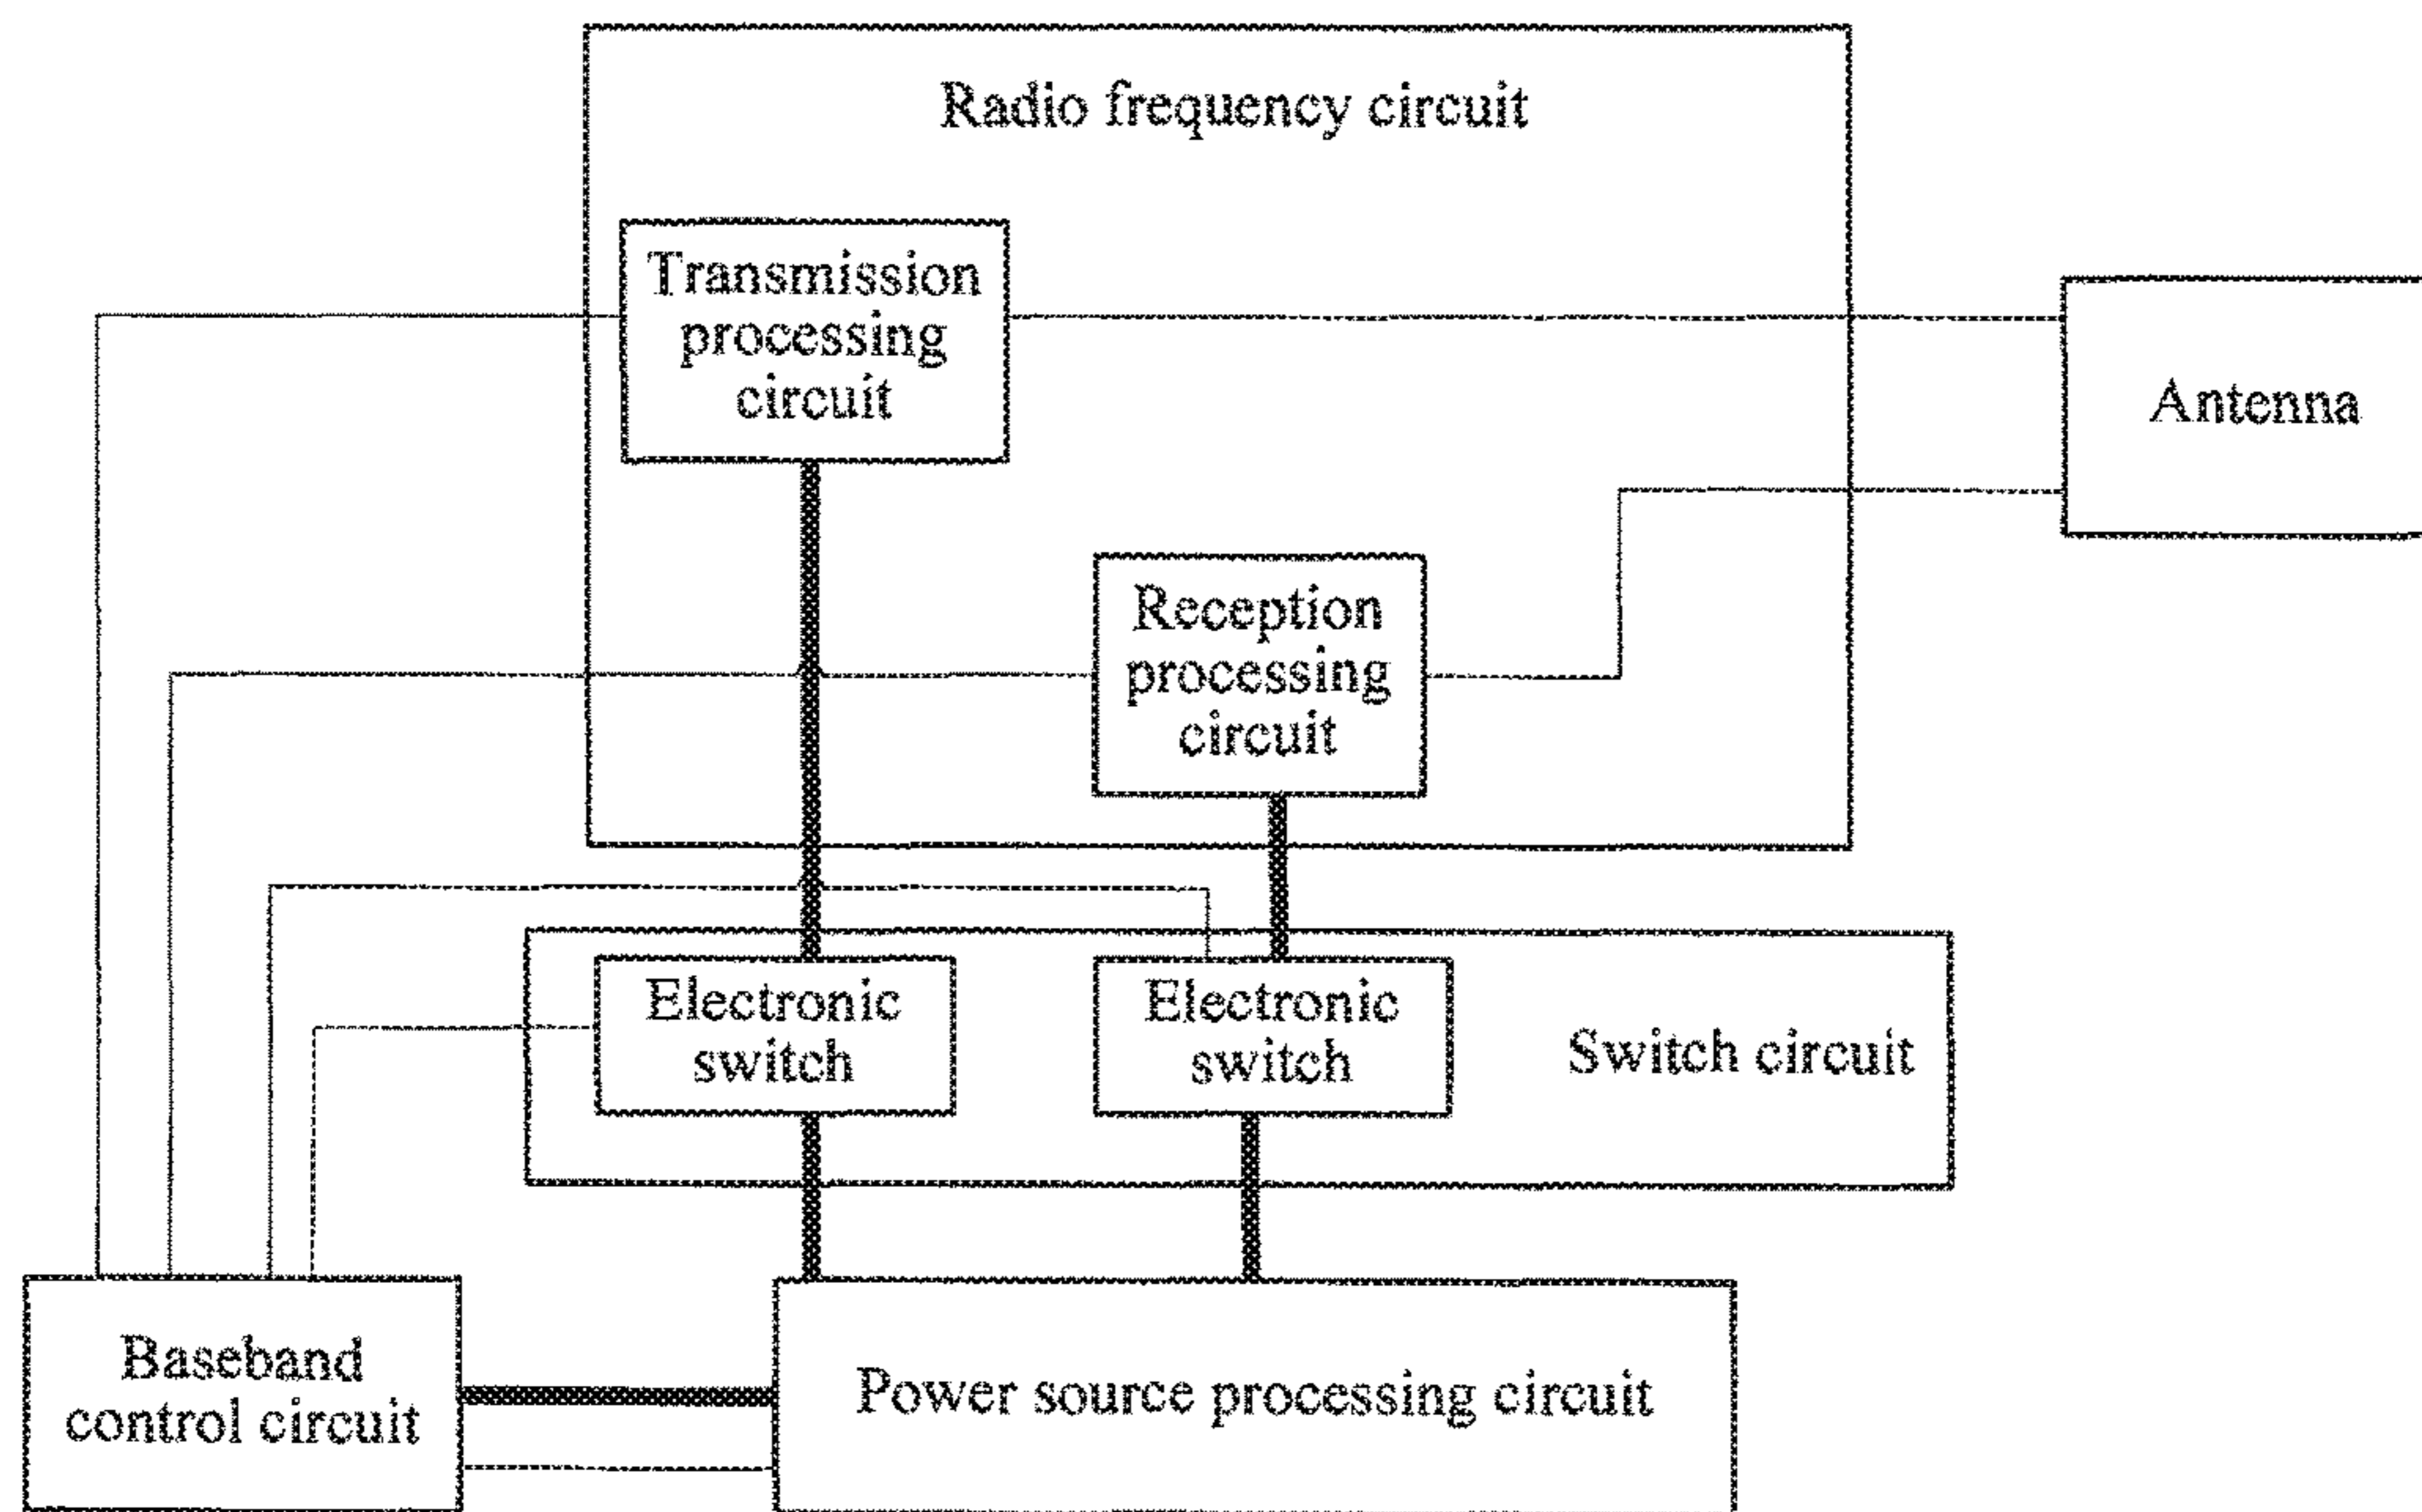 Radio frequency circuit
Transmission
processing
circuit
Antenna
Reception
processing
circuit
Electronic
switch
Electronic
switch
Switch circuit
Baseband
control circuit
Power source processing circuit